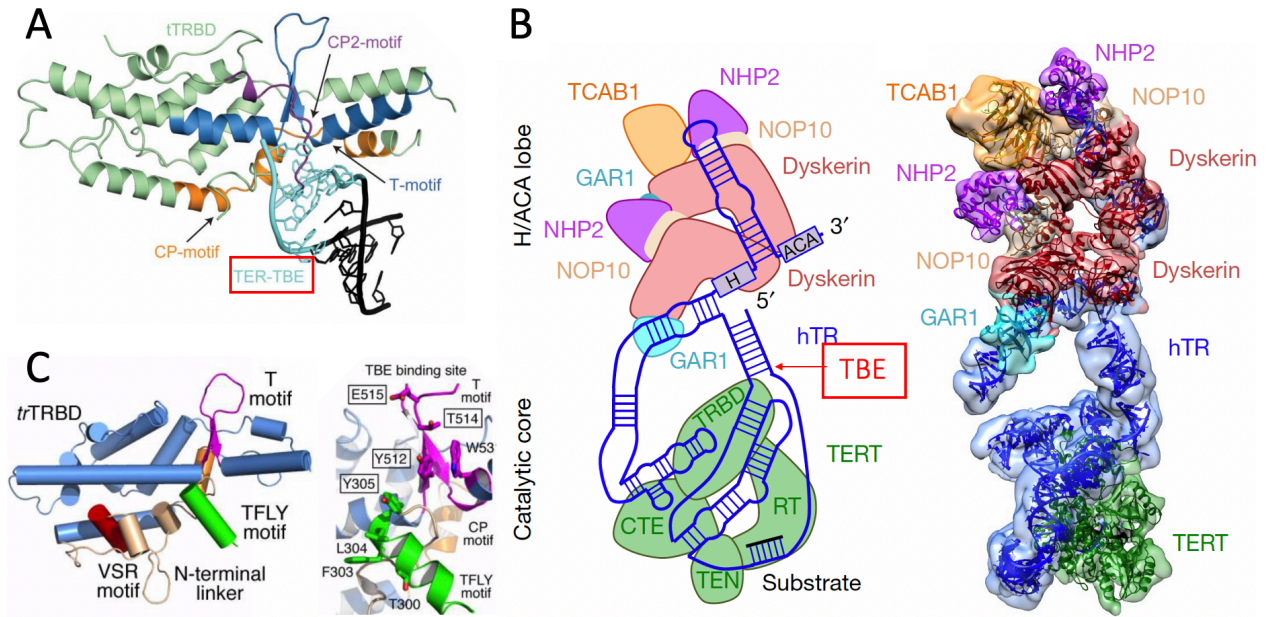 A
tTRBD
CP2-motif
T-motif
CP-motif
TER-TBE
B
H/ACA lobe
Catalytic core
NHP2
TCAB1
NOP10
Dyskerin
GAR1
NHP2
NOP10
ACA
3′
H
Dyskerin
5′
GAR1
hTR
TBE
TRBD
TERT
CTE
RT
TEN
Substrate
NHP2
TCAB1
NOP10
Dyskerin
NHP2
NOP10
Dyskerin
GAR1
hTR
TERT
C
trTRBD
T
motif
TFLY
motif
VSR
motif
N-terminal
linker
TBE binding site
E515
T
motif
T514
W53
Y512
Y305
CP
motif
L304
F303
TFLY
motif
T300